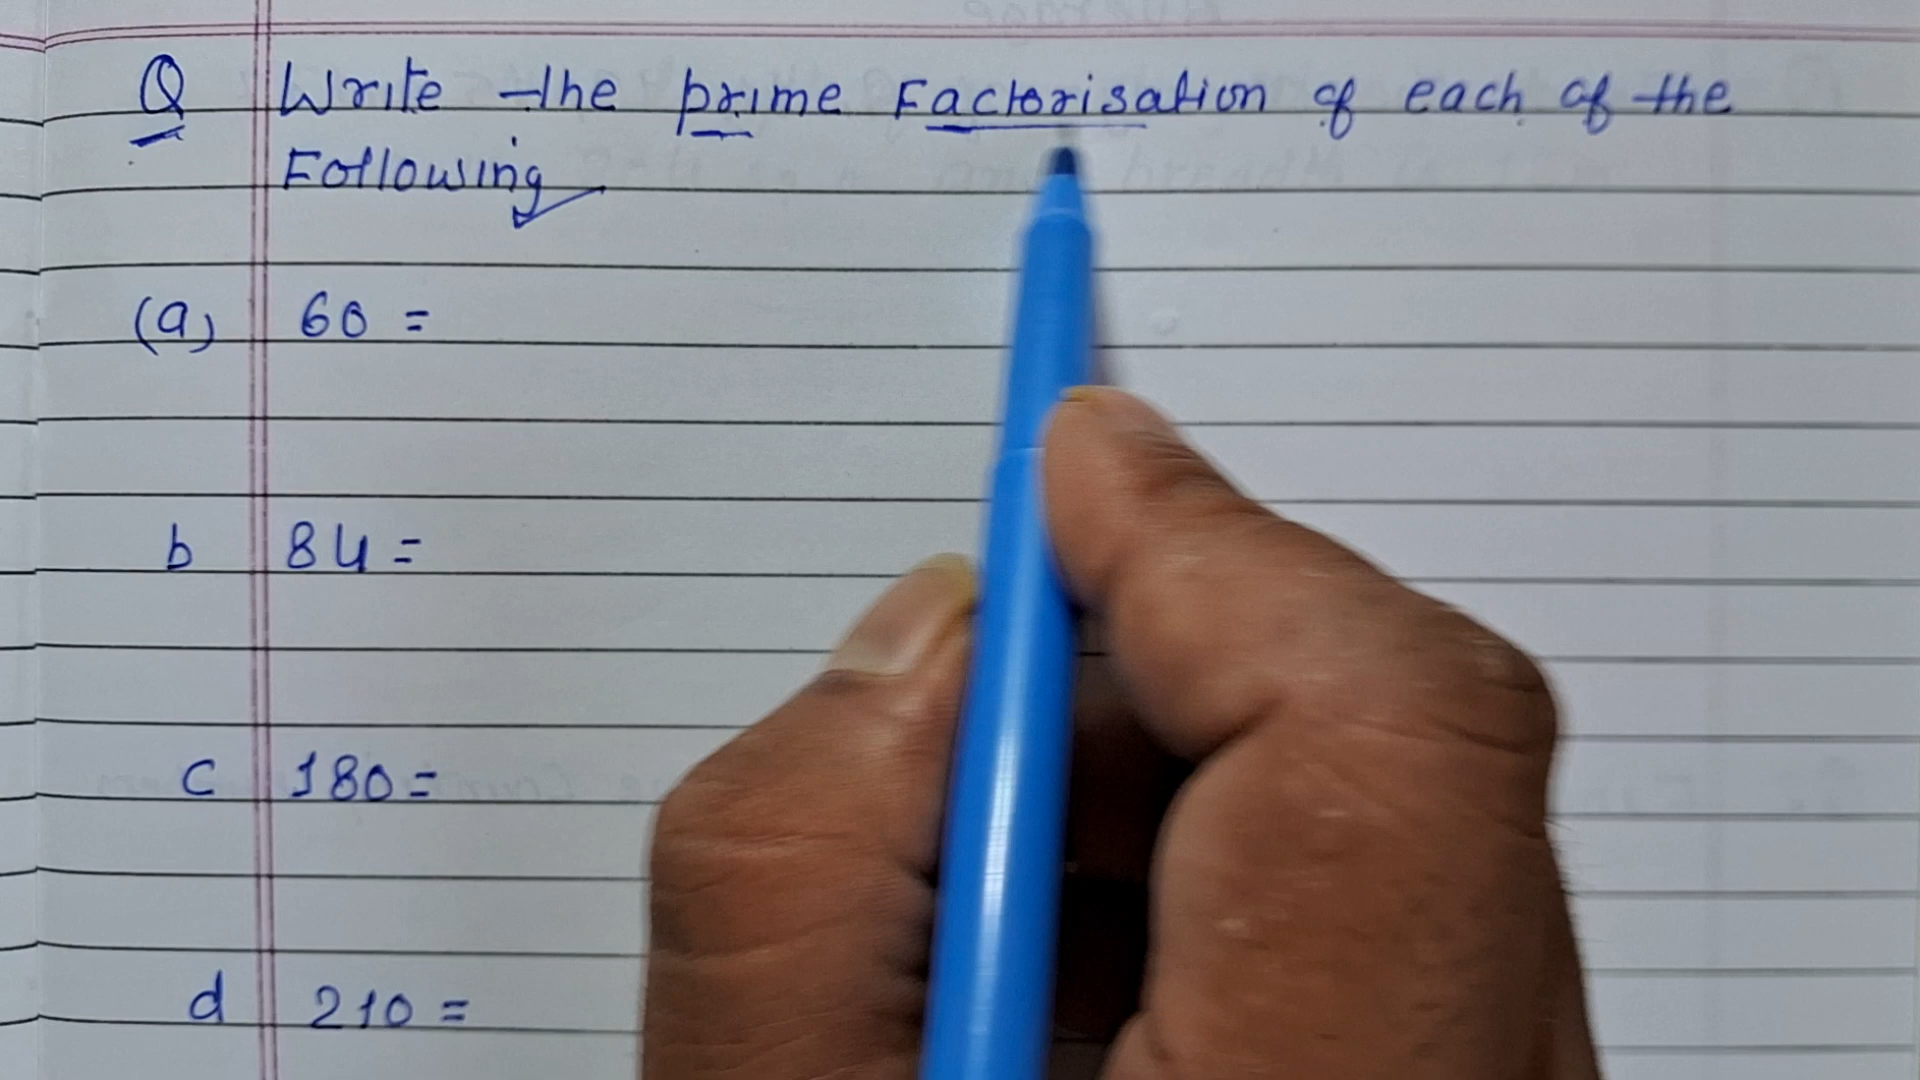 Q Write the prime Factorisation of each of the
Following
(a) 60 =
b 84 =
c 180 =
d 210 =